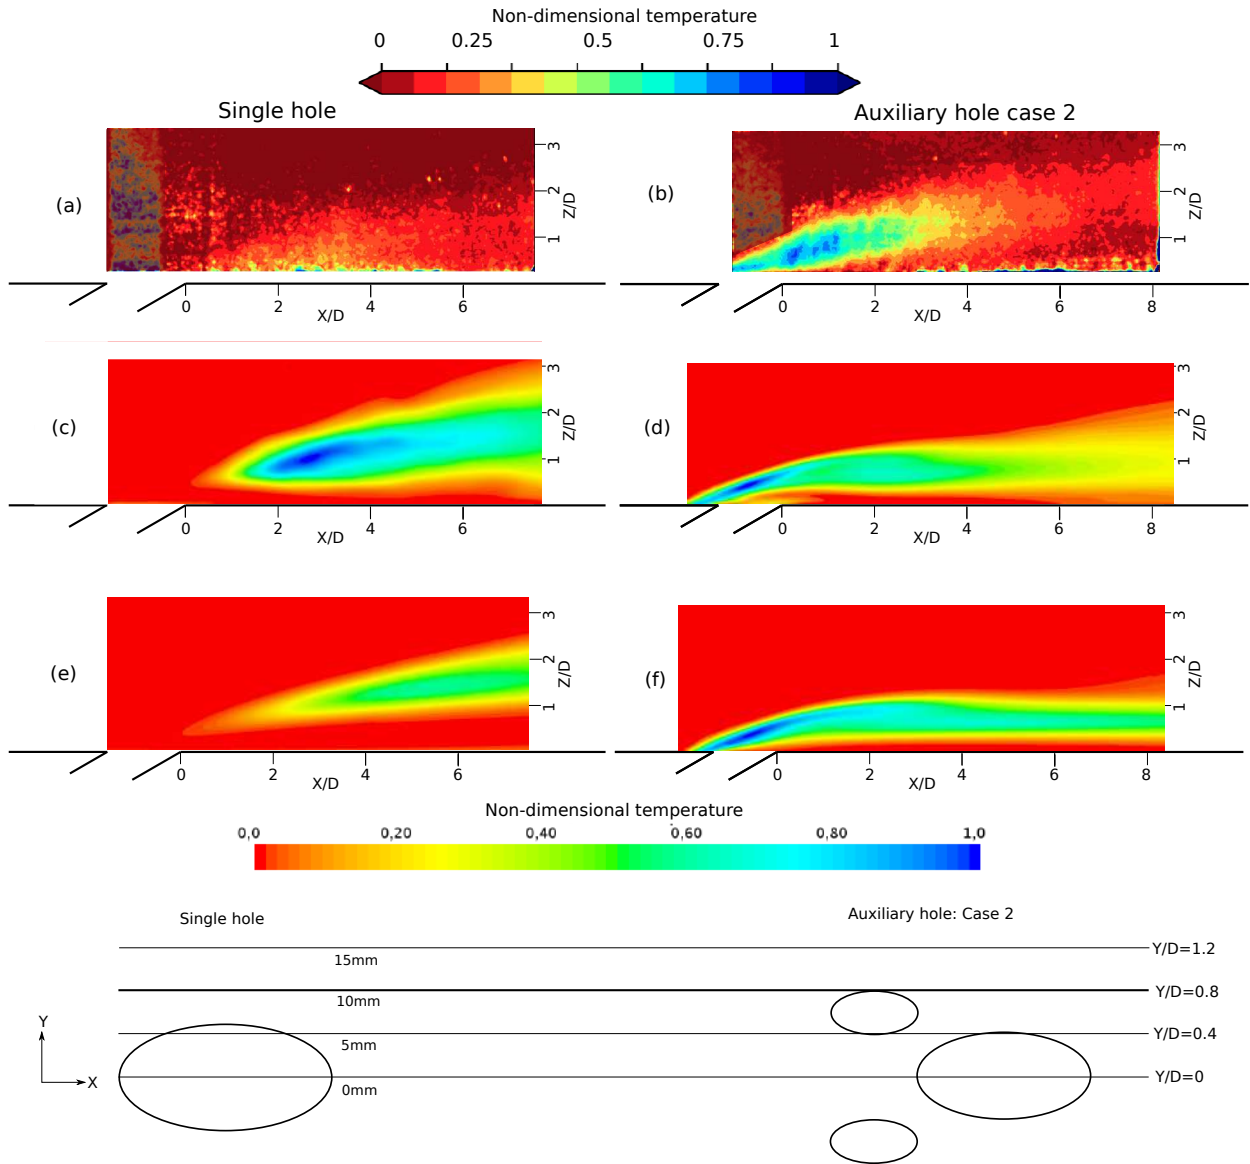 Non-dimensional temperature
0 0.25 0.5 0.75 1
Single hole Auxiliary hole case 2
(a) 3 2 1 Z/D
0 2 4 6
X/D
(b) 3 2 1 Z/D
0 2 4 6 8
X/D
(c) 3 2 1 Z/D
0 2 4 6
X/D
(d) 3 2 1 Z/D
0 2 4 6 8
X/D
(e) 3 2 1 Z/D
0 2 4 6
X/D
(f) 3 2 1 Z/D
0 2 4 6 8
X/D
Non-dimensional temperature
0,0 0,20 0,40 0,60 0,80 1,0
Single hole Auxiliary hole: Case 2
15mm Y/D=1.2
10mm Y/D=0.8
5mm Y/D=0.4
0mm Y/D=0
Y
X